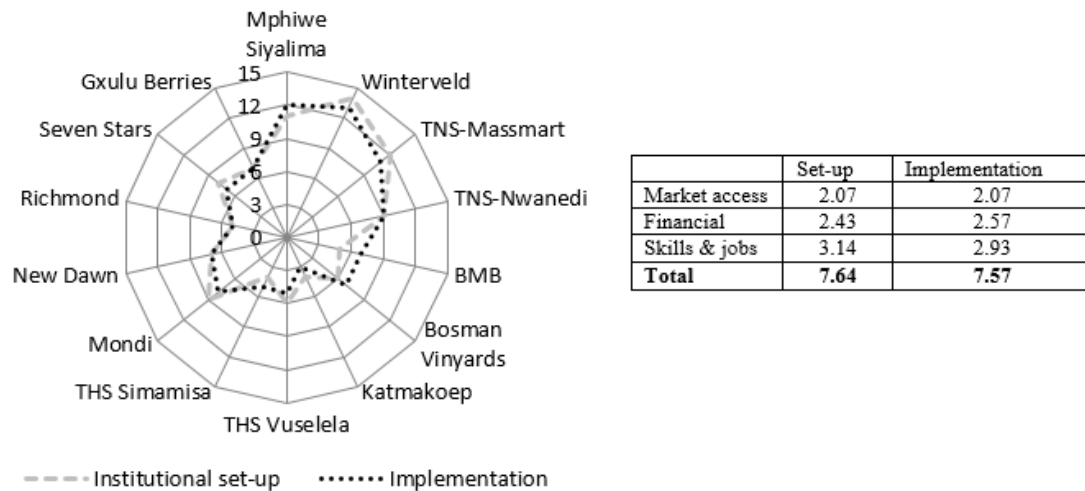 Mphiwe
Siyalima
Gxulu Berries
15
Winterveld
12
Seven Stars
9
TNS-Massmart
6
Richmond
3
TNS-Nwanedi
0
New Dawn
BMB
Mondi
Bosman
Vinyards
THS Simamisa
Katmakoep
THS Vuselela
Institutional set-up
Implementation
Set-up Implementation
Market access 2.07 2.07
Financial 2.43 2.57
Skills & jobs 3.14 2.93
Total 7.64 7.57